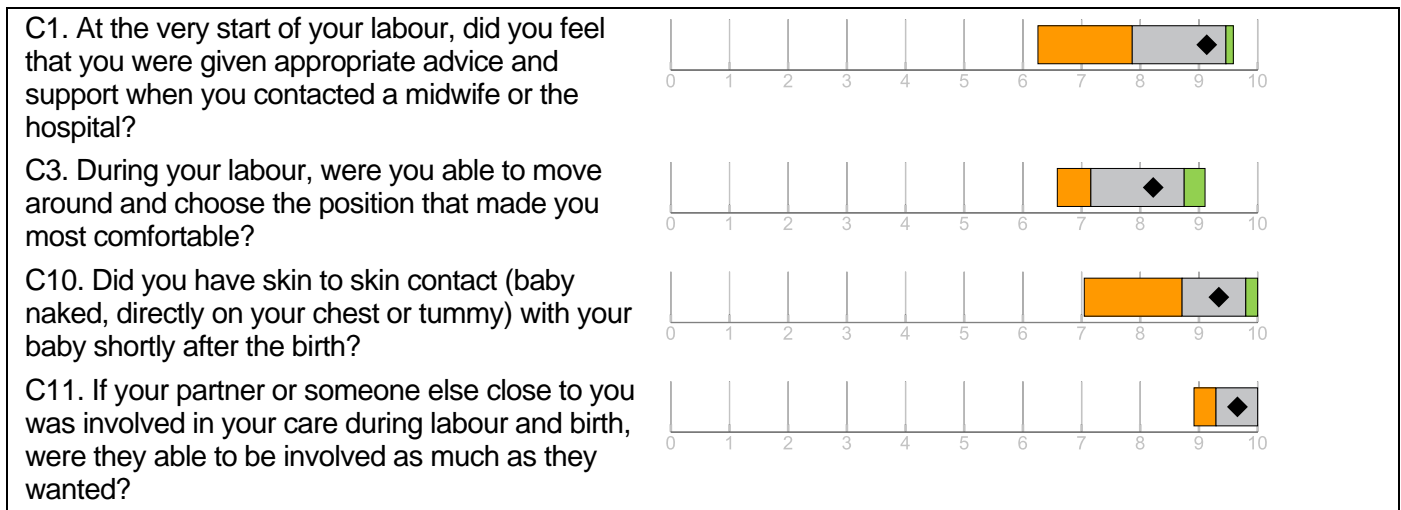 C1. At the very start of your labour, did you feel
that you were given appropriate advice and
support when you contacted a midwife or the
hospital?
0 1 2 3 4 5 6 7 8 9 10
C3. During your labour, were you able to move
around and choose the position that made you
most comfortable?
0 1 2 3 4 5 6 7 8 9 10
C10. Did you have skin to skin contact (baby
naked, directly on your chest or tummy) with your
baby shortly after the birth?
0 1 2 3 4 5 6 7 8 9 10
C11. If your partner or someone else close to you
was involved in your care during labour and birth,
were they able to be involved as much as they
wanted?
0 1 2 3 4 5 6 7 8 9 10